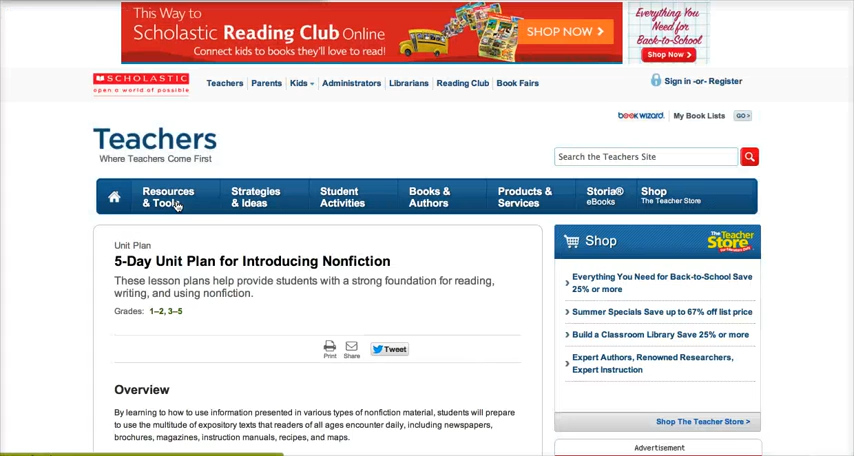 This Way to
Scholastic Reading Club Online
Connect kids to books they'll love to read!
SHOP NOW >
Everything You
Need for
Back-to-School
Shop Now >
SCHOLASTIC
open a world of possible
Teachers Parents Kids Administrators Librarians Reading Club Book Fairs
Sign in -or- Register
book wizard. My Book Lists GO >
Teachers
Where Teachers Come First
Search the Teachers Site
Resources & Tools
Strategies & Ideas
Student Activities
Books & Authors
Products & Services
Storia® eBooks
Shop The Teacher Store
Unit Plan
5-Day Unit Plan for Introducing Nonfiction
These lesson plans help provide students with a strong foundation for reading,
writing, and using nonfiction.
Grades: 1–2, 3–5
Print Share Tweet
Overview
By learning to how to use information presented in various types of nonfiction material, students will prepare
to use the multitude of expository texts that readers of all ages encounter daily, including newspapers,
brochures, magazines, instruction manuals, recipes, and maps.
Shop
The Teacher
Store
Everything You Need for Back-to-School Save
25% or more
Summer Specials Save up to 67% off list price
Build a Classroom Library Save 25% or more
Expert Authors, Renowned Researchers,
Expert Instruction
Shop The Teacher Store >
Advertisement